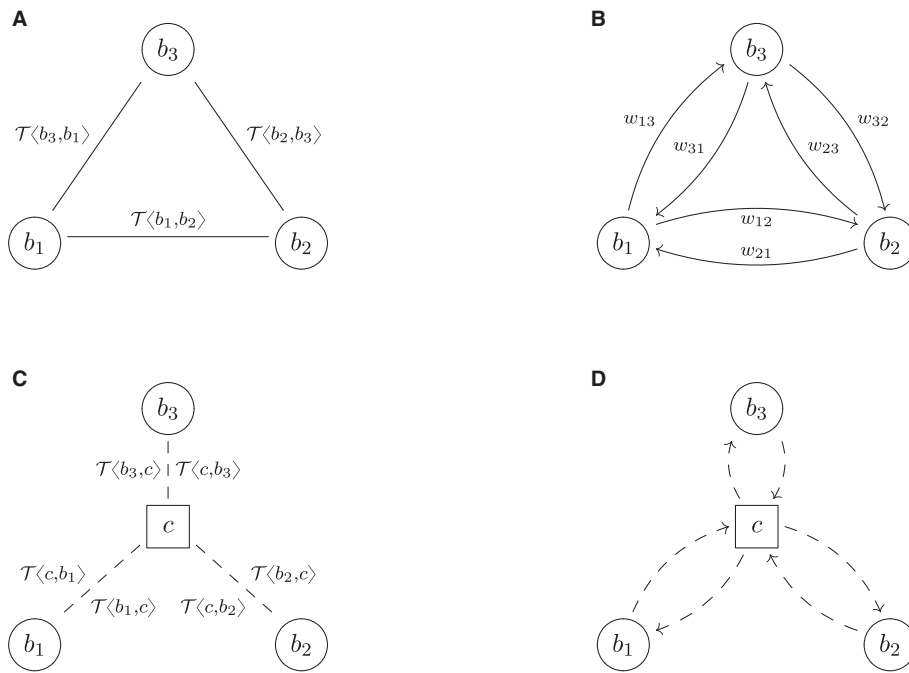 A
B
b₃
b₃
𝒯⟨b₃,b₁⟩ 𝒯⟨b₂,b₃⟩
w₁₃ w₃₁ w₂₃ w₃₂
𝒯⟨b₁,b₂⟩
w₁₂
b₁ b₂
b₁ b₂
w₂₁
C
D
b₃
b₃
𝒯⟨b₃,c⟩ 𝒯⟨c,b₃⟩
c
c
𝒯⟨c,b₁⟩ 𝒯⟨b₂,c⟩
𝒯⟨b₁,c⟩ 𝒯⟨c,b₂⟩
b₁ b₂
b₁ b₂